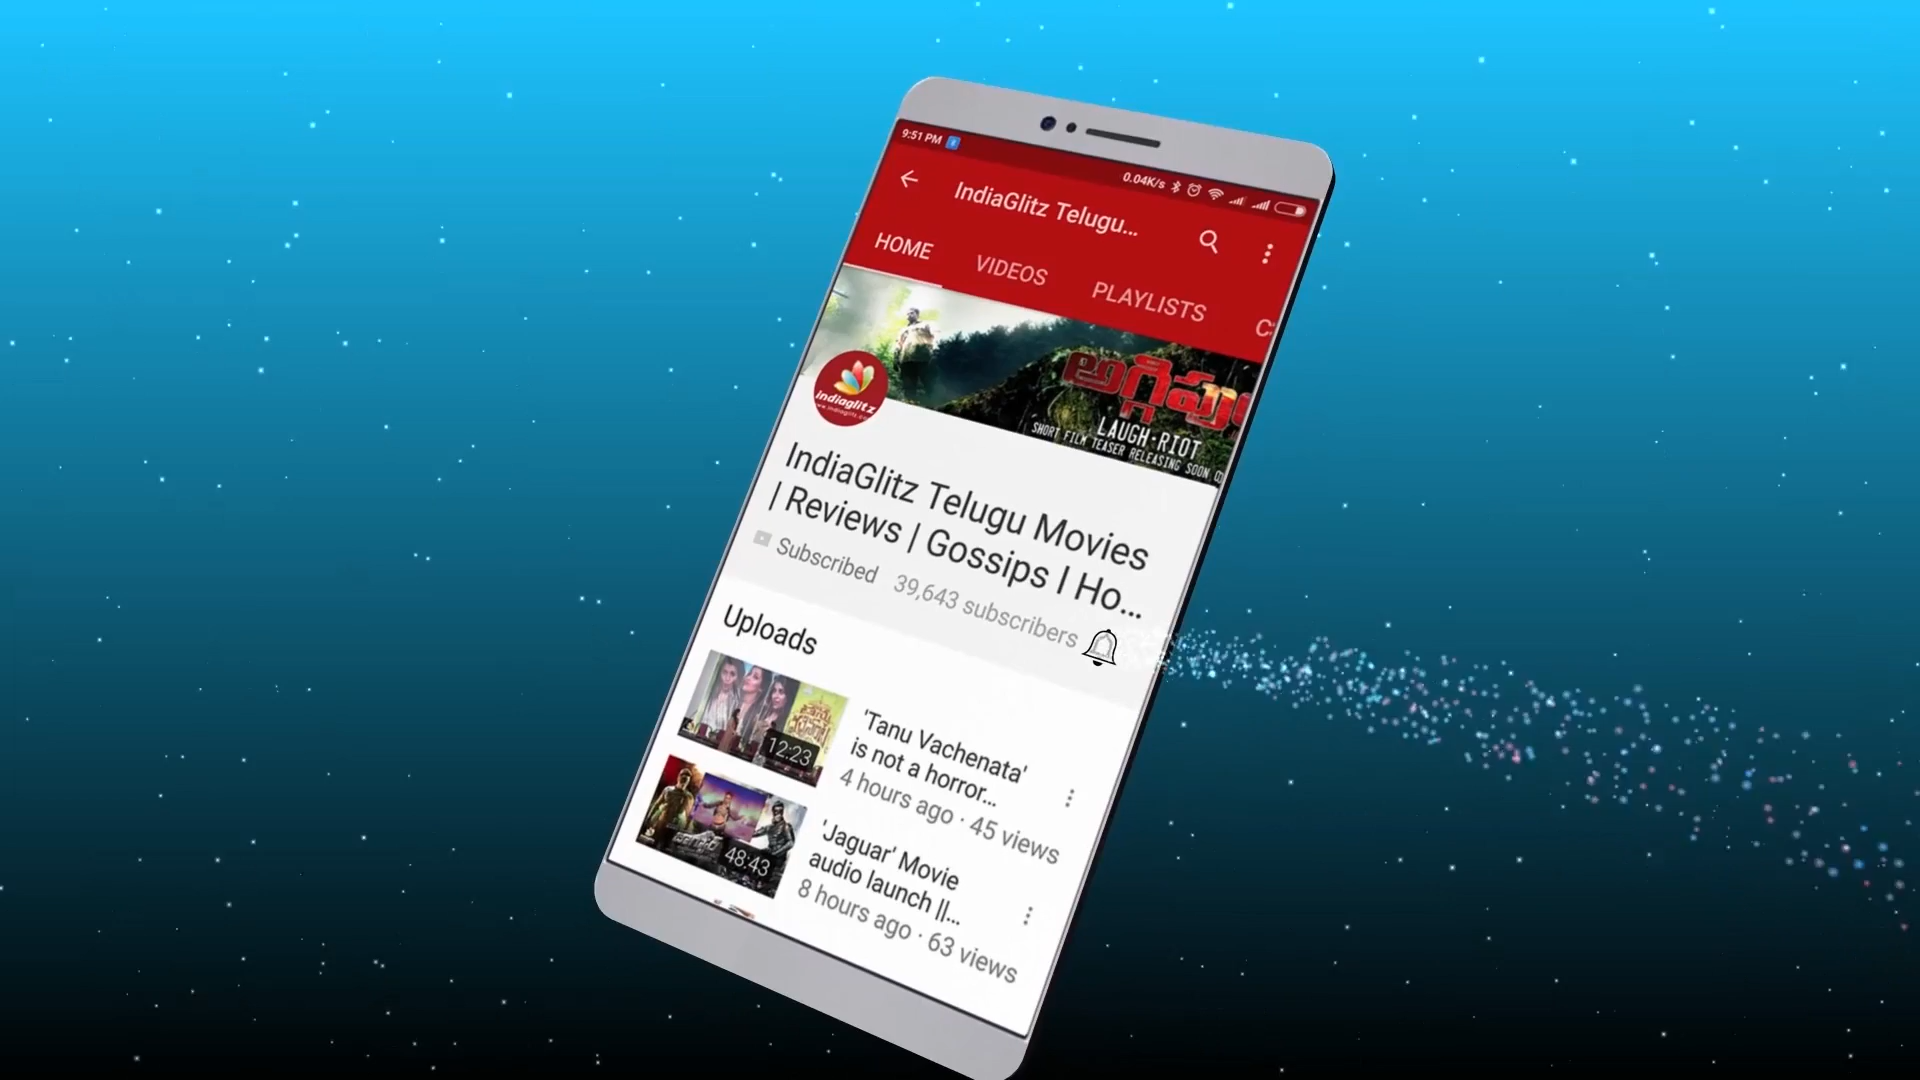 9:51 PM
0.04K/s
IndiaGlitz Telugu...
HOME VIDEOS PLAYLISTS C
అగ్నిపు
LAUGH-RIOT
SHORT FILM TEASER RELEASING SOON
indiaglitz
IndiaGlitz Telugu Movies
| Reviews | Gossips I Ho...
Subscribed 39,643 subscribers
Uploads
12:23
'Tanu Vachenata'
is not a horror...
4 hours ago · 45 views
48:43
'Jaguar' Movie
audio launch ||...
8 hours ago · 63 views